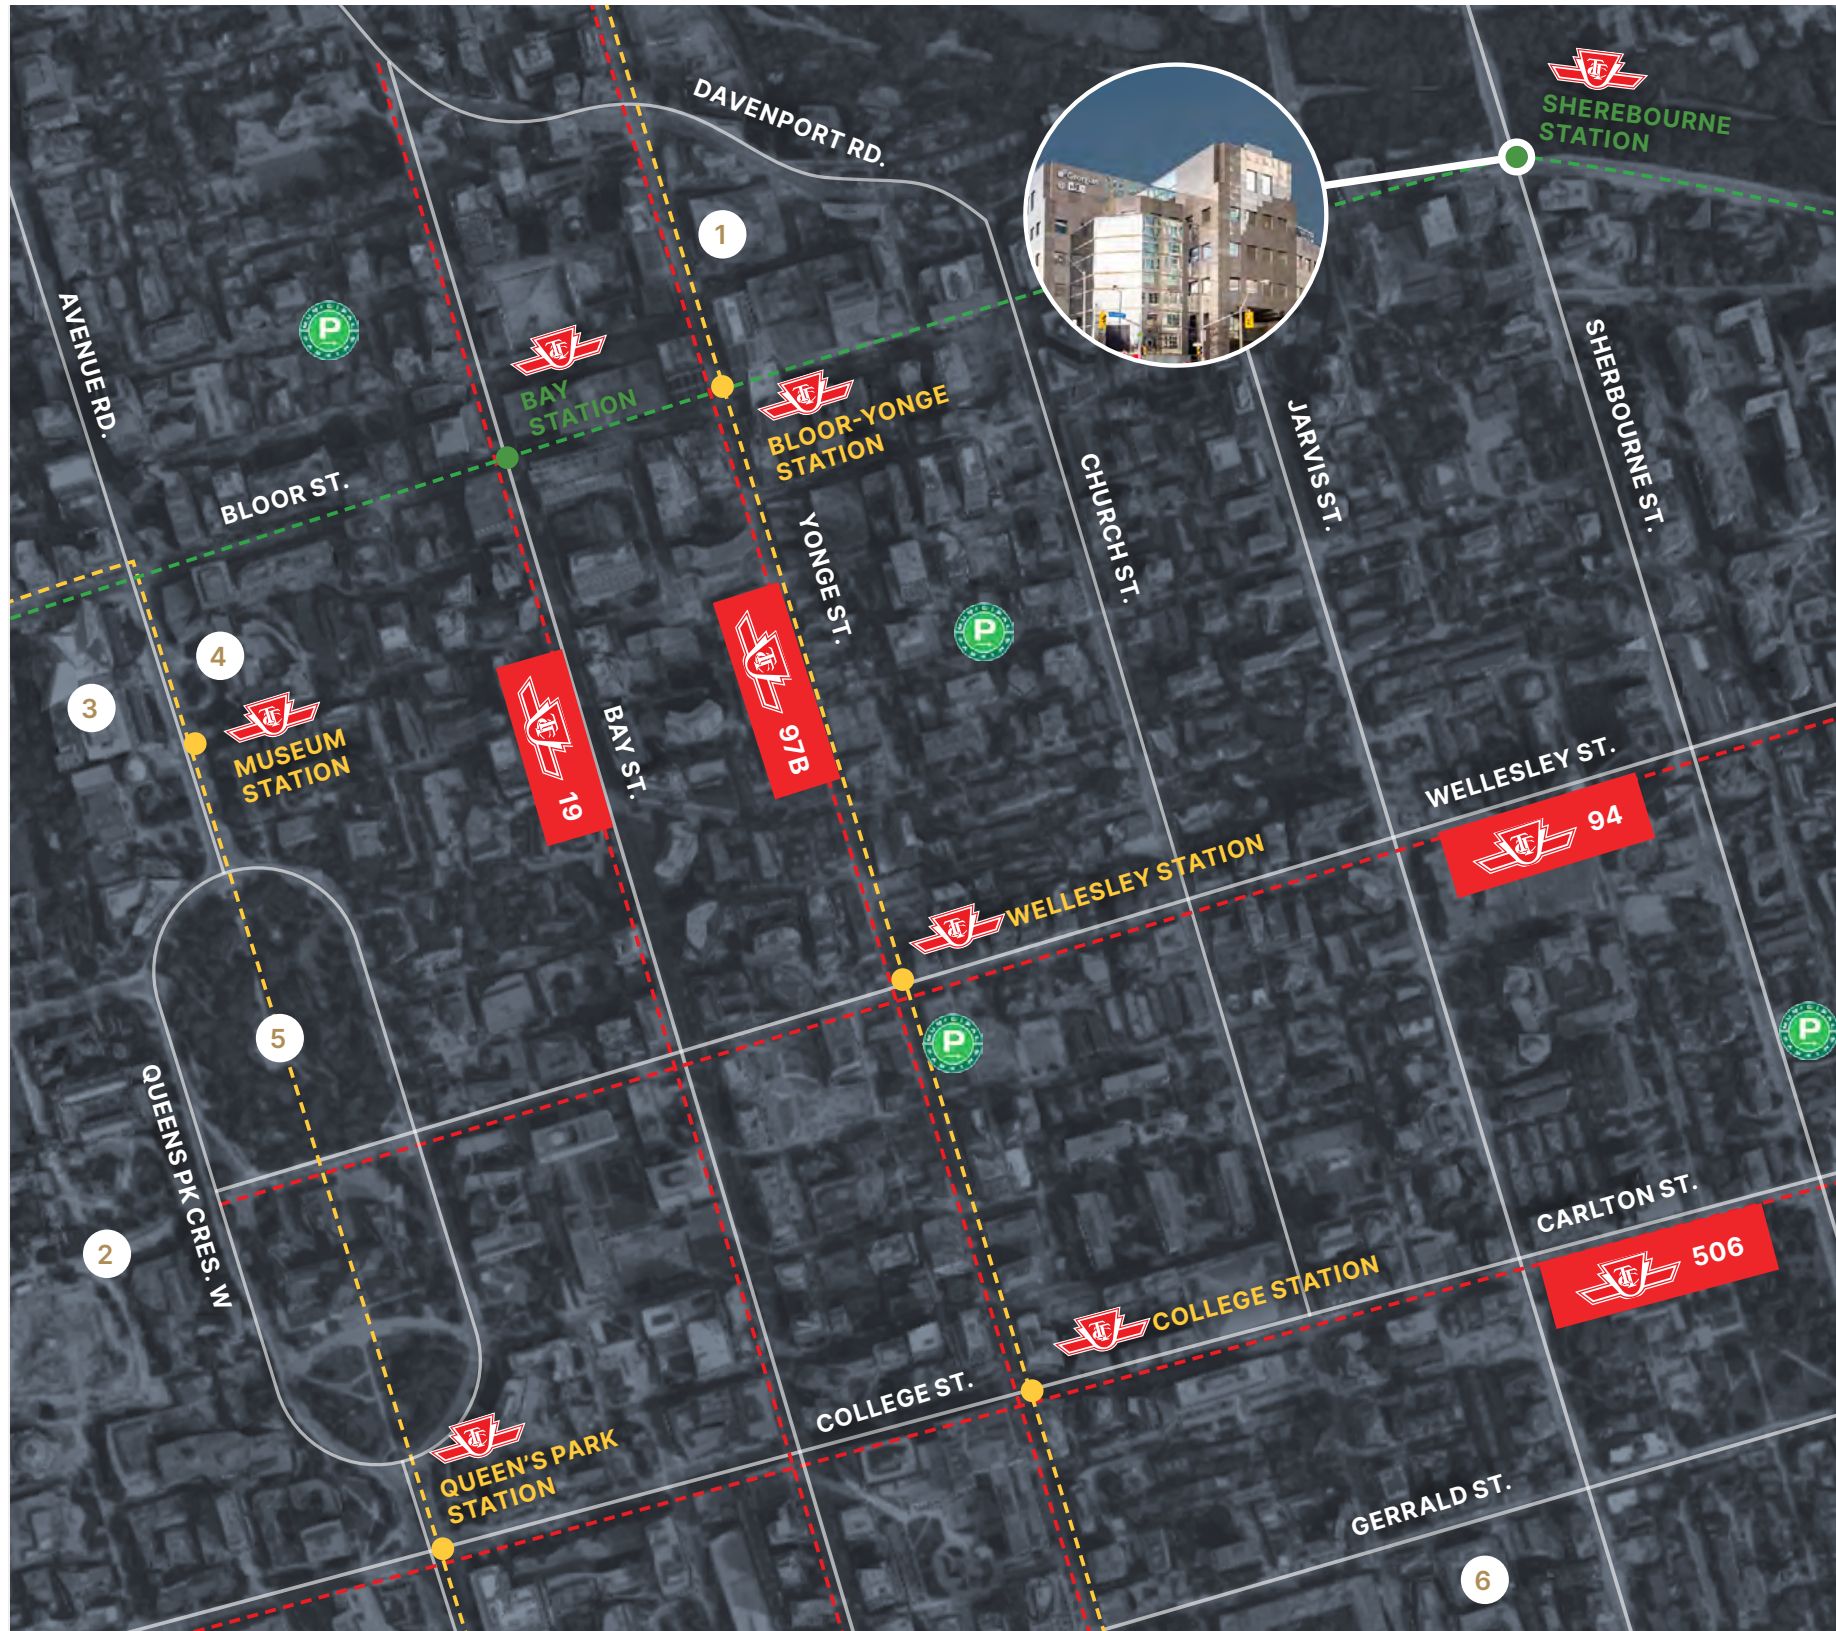 DAVENPORT RD.
SHEREBOURNE
STATION
1
AVENUE RD.
P
BAY
STATION
BLOOR-YONGE
STATION
BLOOR ST.
SHERBOURNE ST.
JARVIS ST.
CHURCH ST.
YONGE ST.
P
4
3
MUSEUM
STATION
19
BAY ST.
97B
WELLESLEY ST.
94
WELLESLEY STATION
5
P
P
QUEENS PK CRES. W
2
CARLTON ST.
506
COLLEGE STATION
COLLEGE ST.
QUEEN'S PARK
STATION
GERRALD ST.
6